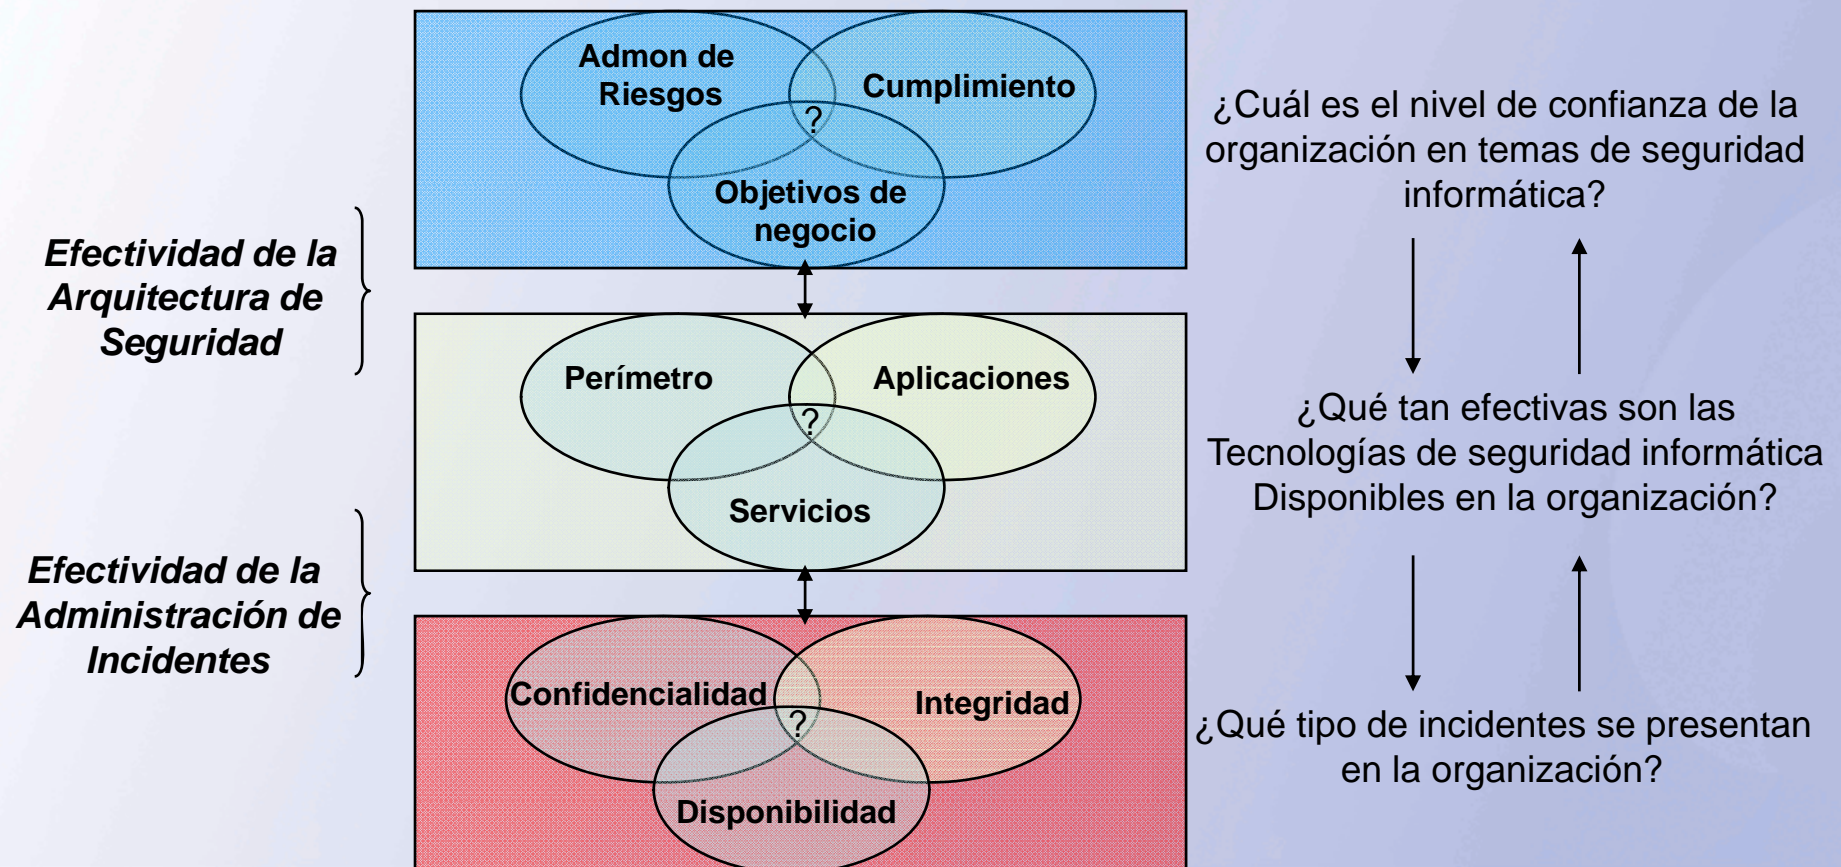 Admon de
Riesgos
Cumplimiento
?
Objetivos de
negocio
¿Cuál es el nivel de confianza de la
organización en temas de seguridad
informática?
Efectividad de la
Arquitectura de
Seguridad
Perímetro
Aplicaciones
?
Servicios
¿Qué tan efectivas son las
Tecnologías de seguridad informática
Disponibles en la organización?
Efectividad de la
Administración de
Incidentes
Confidencialidad
Integridad
?
Disponibilidad
¿Qué tipo de incidentes se presentan
en la organización?